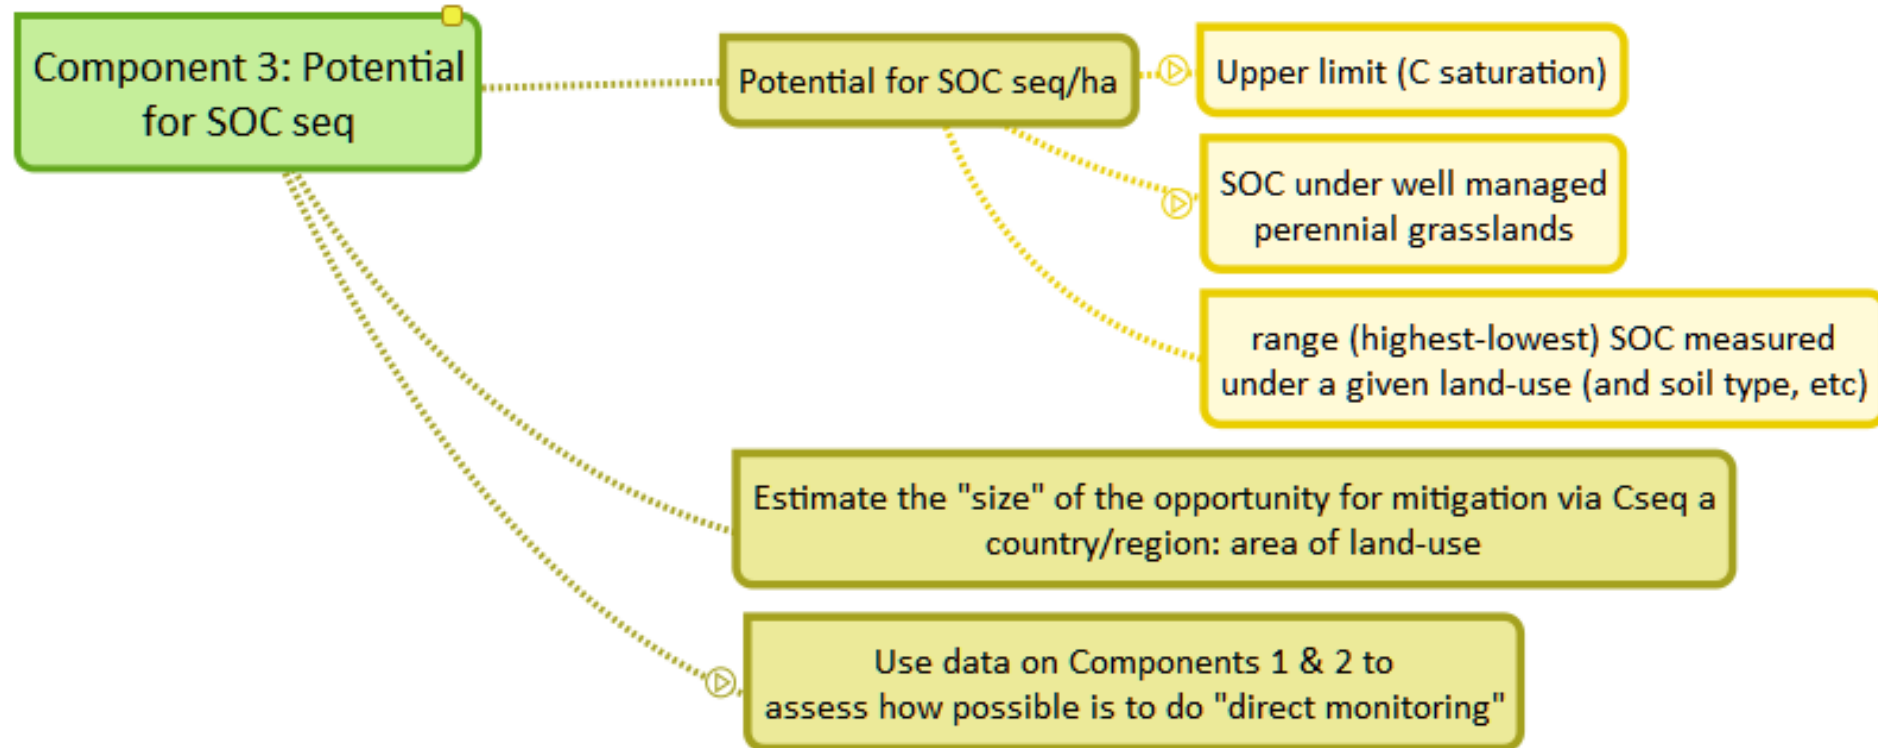 Component 3: Potential
for SOC seq
Potential for SOC seq/ha
Upper limit (C saturation)
SOC under well managed
perennial grasslands
range (highest-lowest) SOC measured
under a given land-use (and soil type, etc)
Estimate the "size" of the opportunity for mitigation via Cseq a
country/region: area of land-use
Use data on Components 1 & 2 to
assess how possible is to do "direct monitoring"